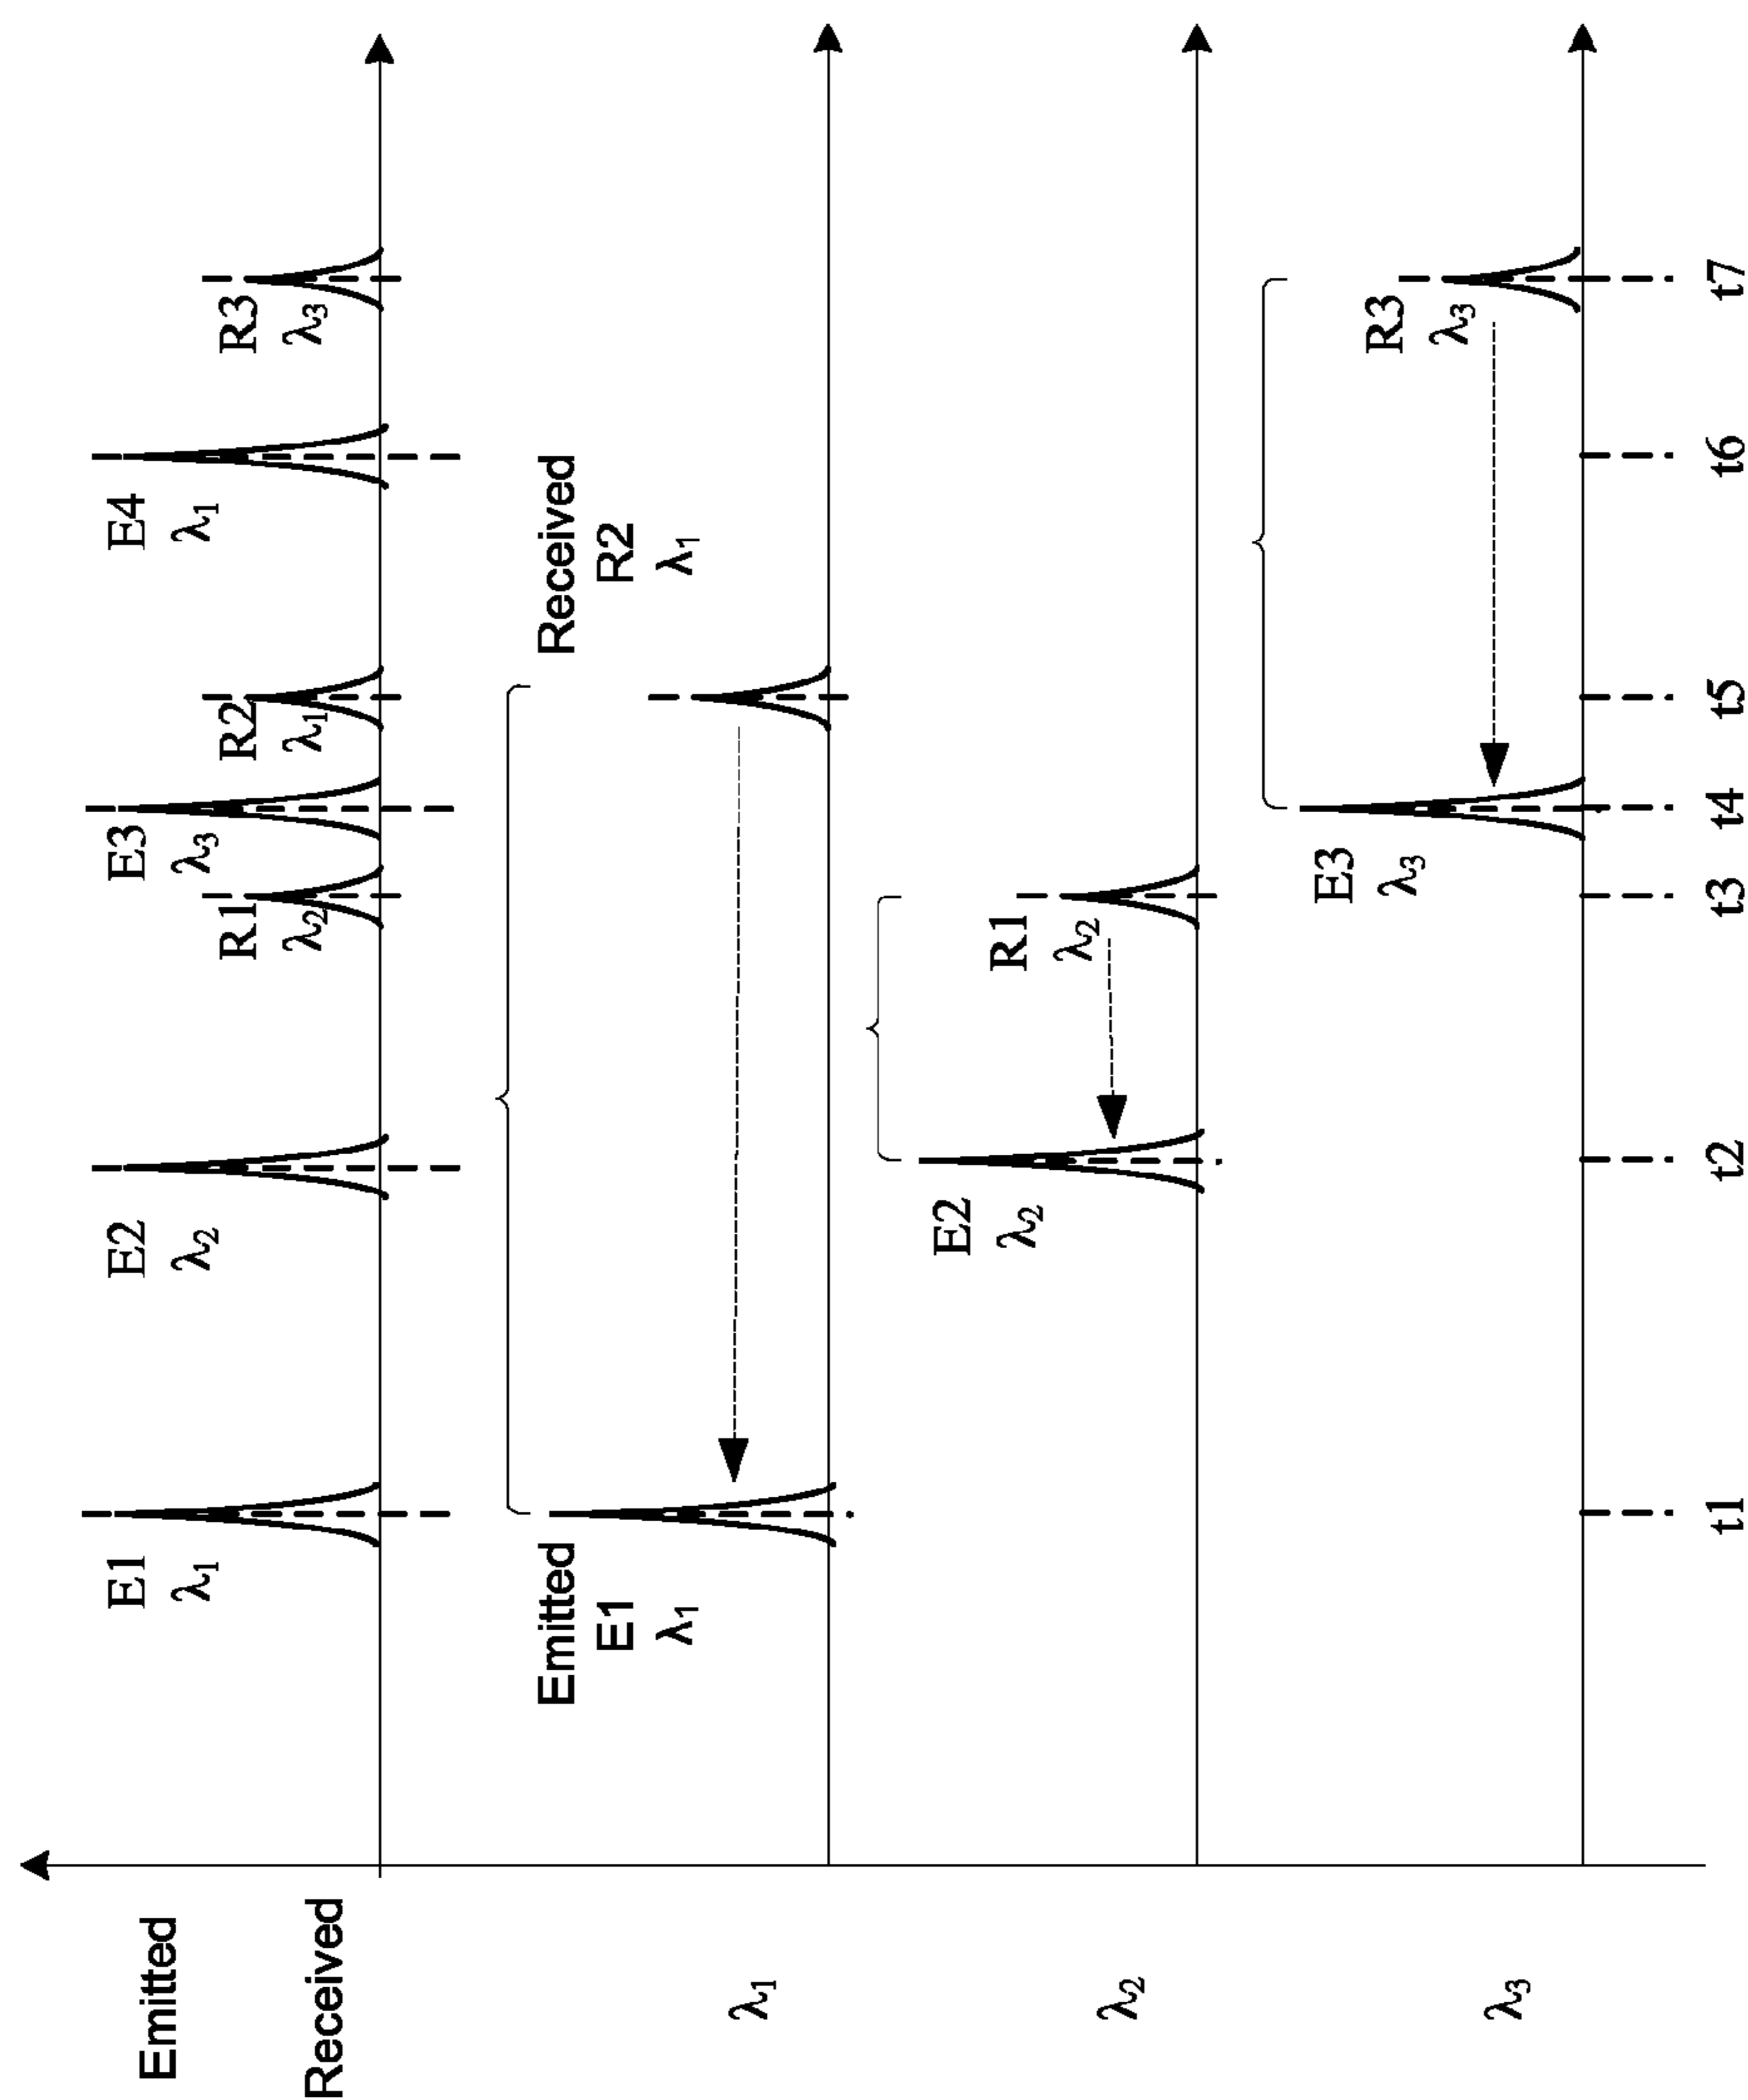 Emitted
Received
E1
λ1
E2
λ2
R1
λ2
E3
λ3
R2
λ1
E4
λ1
R3
λ3
λ1
Emitted
E1
λ1
Received
R2
λ1
λ2
E2
λ2
R1
λ2
λ3
E3
λ3
R3
λ3
t1 t2 t3 t4 t5 t6 t7